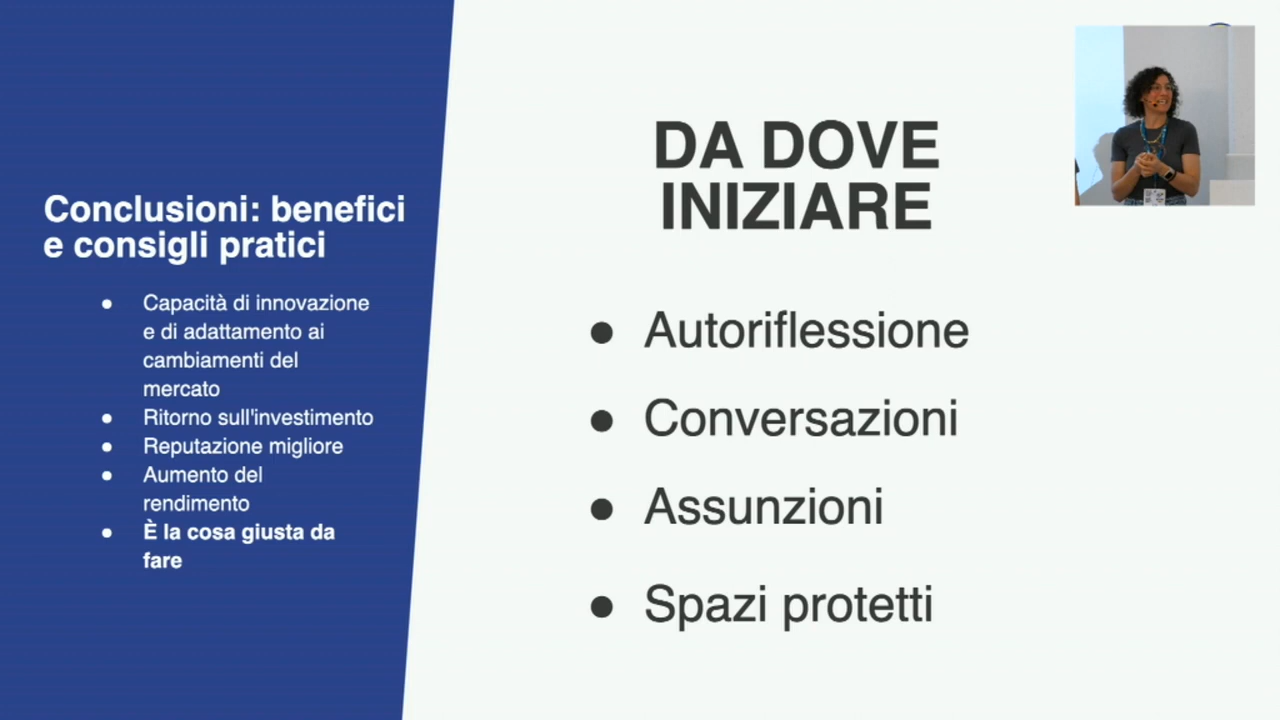 Conclusioni: benefici
e consigli pratici
● Capacità di innovazione
e di adattamento ai
cambiamenti del
mercato
● Ritorno sull'investimento
● Reputazione migliore
● Aumento del
rendimento
● È la cosa giusta da
fare
DA DOVE
INIZIARE
● Autoriflessione
● Conversazioni
● Assunzioni
● Spazi protetti